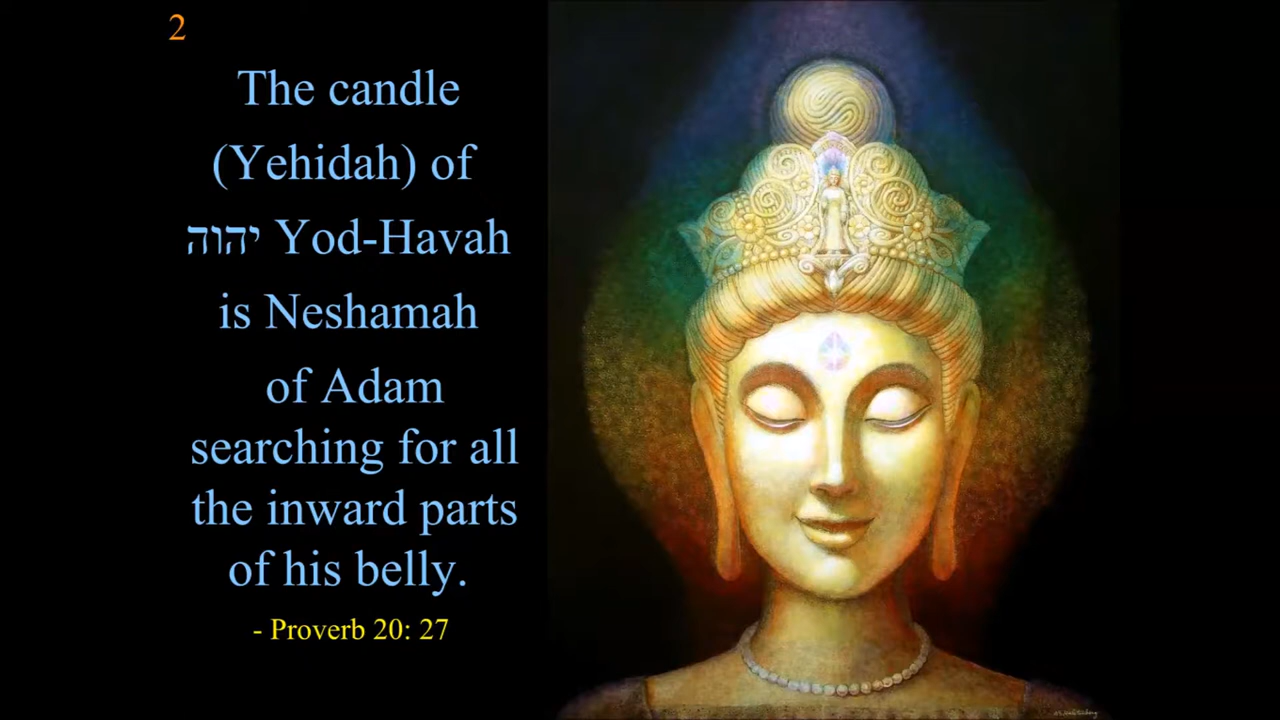 2
The candle
(Yehidah) of
יהוה Yod-Havah
is Neshamah
of Adam
searching for all
the inward parts
of his belly.
- Proverb 20: 27